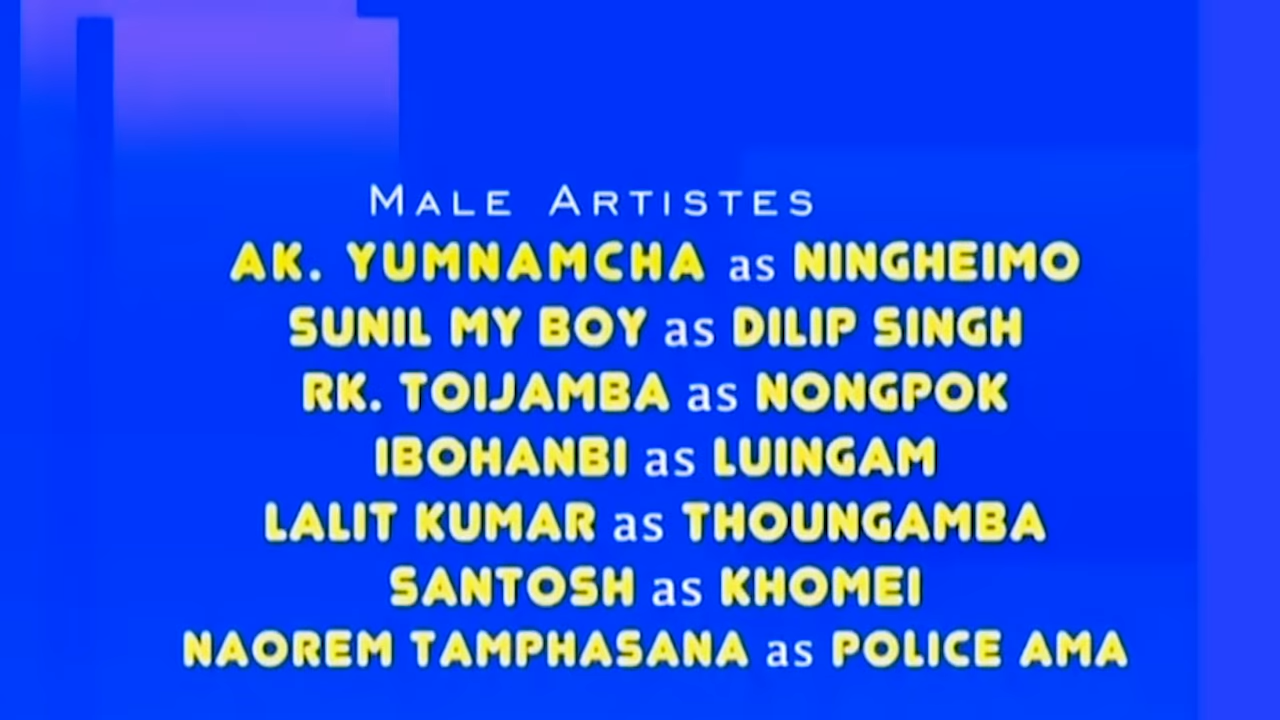 Male Artistes
AK. YUMNAMCHA as NINGHEIMO
SUNIL MY BOY as DILIP SINGH
RK. TOIJAMBA as NONGPOK
IBOHANBI as LUINGAM
LALIT KUMAR as THOUNGAMBA
SANTOSH as KHOMEI
NAOREM TAMPHASANA as POLICE AMA